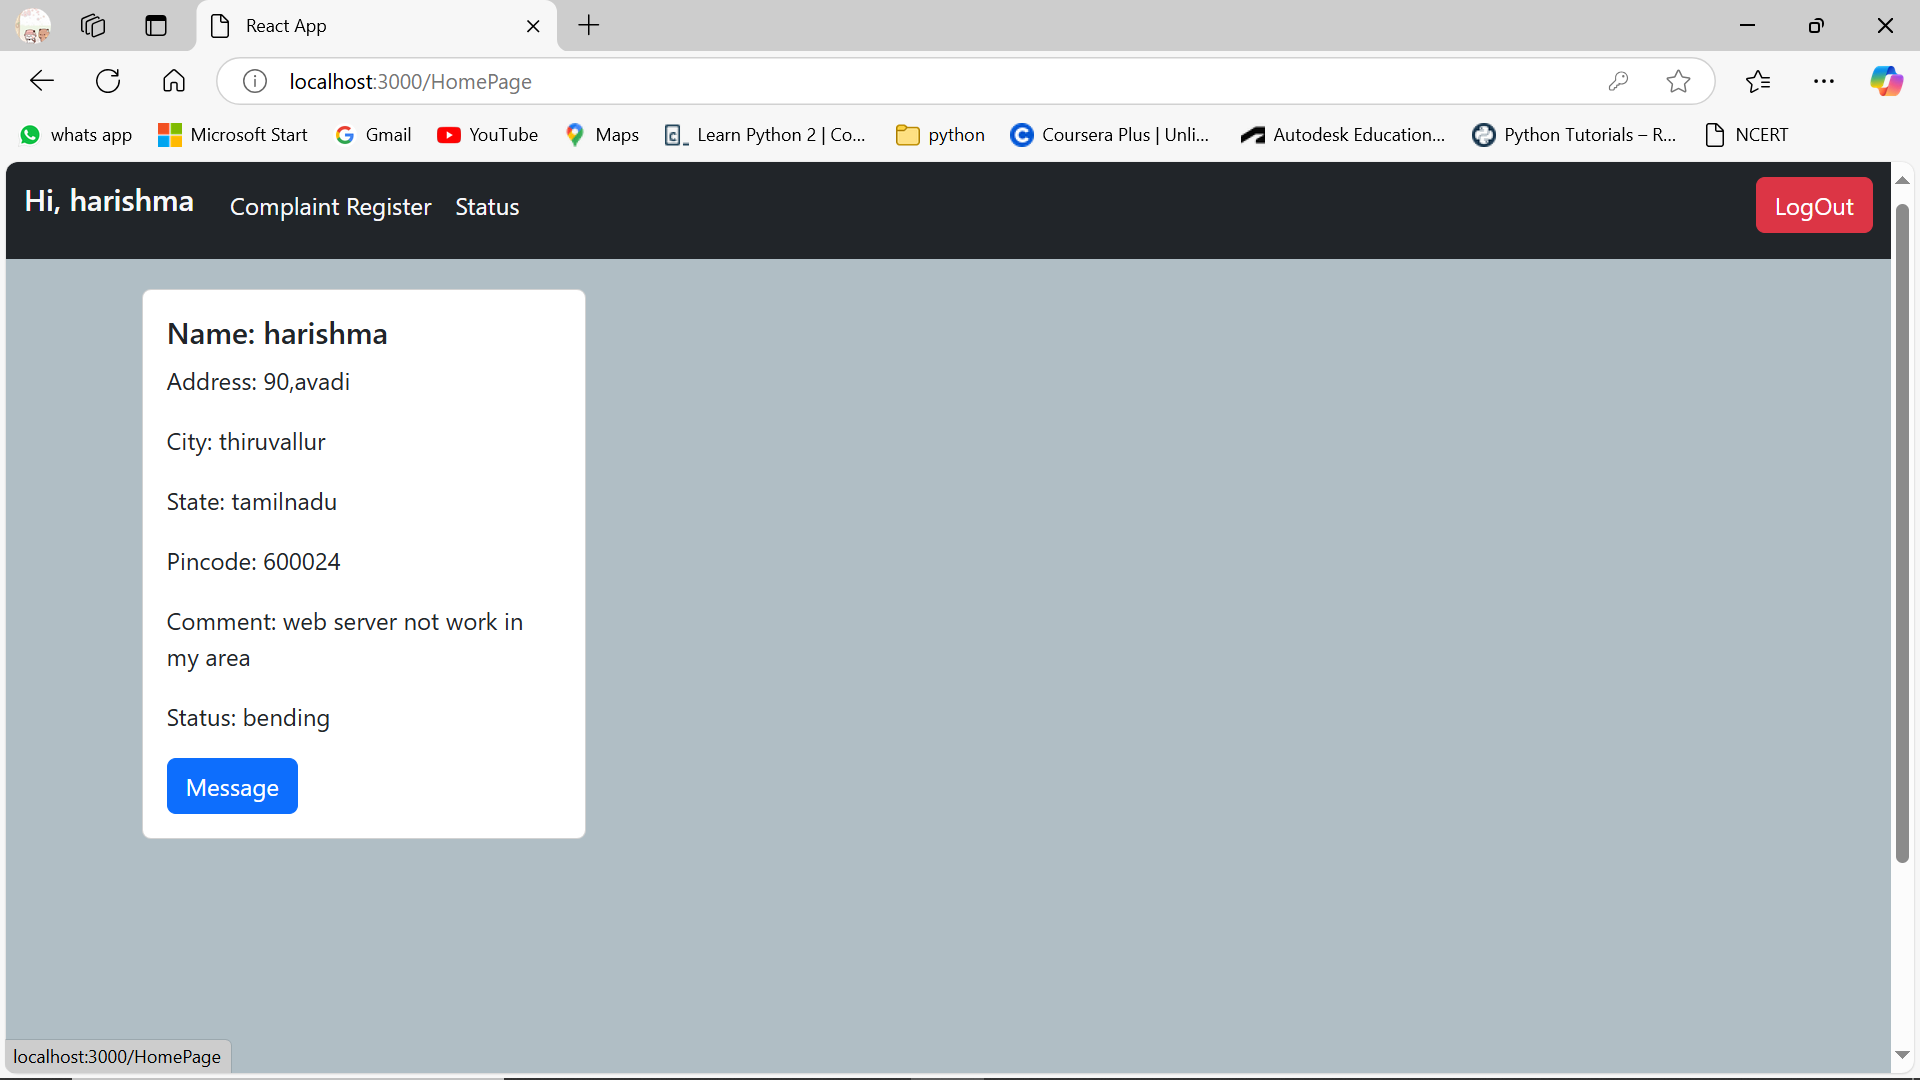 React App
localhost:3000/HomePage
whats app
Microsoft Start
Gmail
YouTube
Maps
Learn Python 2 | Co...
python
Coursera Plus | Unli...
Autodesk Education...
Python Tutorials – R...
NCERT
Hi, harishma
Complaint Register
Status
LogOut
Name: harishma
Address: 90,avadi
City: thiruvallur
State: tamilnadu
Pincode: 600024
Comment: web server not work in
my area
Status: bending
Message
localhost:3000/HomePage